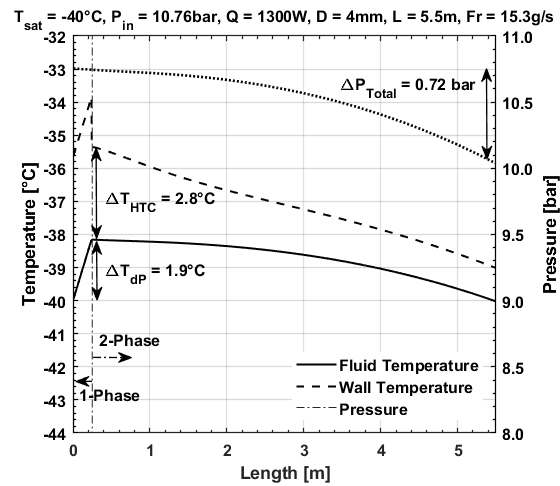 T_sat = -40°C, P_in = 10.76bar, Q = 1300W, D = 4mm, L = 5.5m, Fr = 15.3g/s
-32
-33
-34
-35
-36
-37
-38
-39
-40
-41
-42
-43
-44
Temperature [°C]
11.0
10.5
10.0
9.5
9.0
8.5
8.0
Pressure [bar]
ΔP_Total = 0.72 bar
ΔT_HTC = 2.8°C
ΔT_dP = 1.9°C
2-Phase
1-Phase
Fluid Temperature
Wall Temperature
Pressure
0 1 2 3 4 5
Length [m]